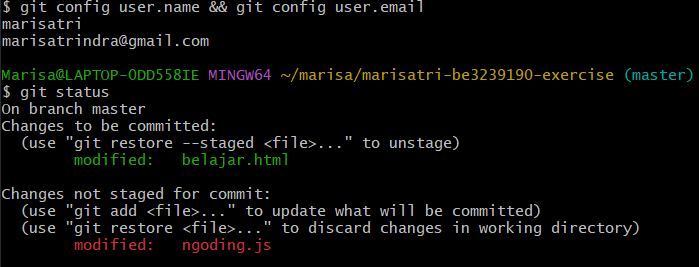 $ git config user.name && git config user.email
marisatri
marisatrindra@gmail.com
Marisa@LAPTOP-ODD558IE MINGW64 ~/marisa/marisatri-be3239190-exercise (master)
$ git status
On branch master
Changes to be committed:
  (use "git restore --staged <file>..." to unstage)
        modified:   belajar.html
Changes not staged for commit:
  (use "git add <file>..." to update what will be committed)
  (use "git restore <file>..." to discard changes in working directory)
        modified:   ngoding.js